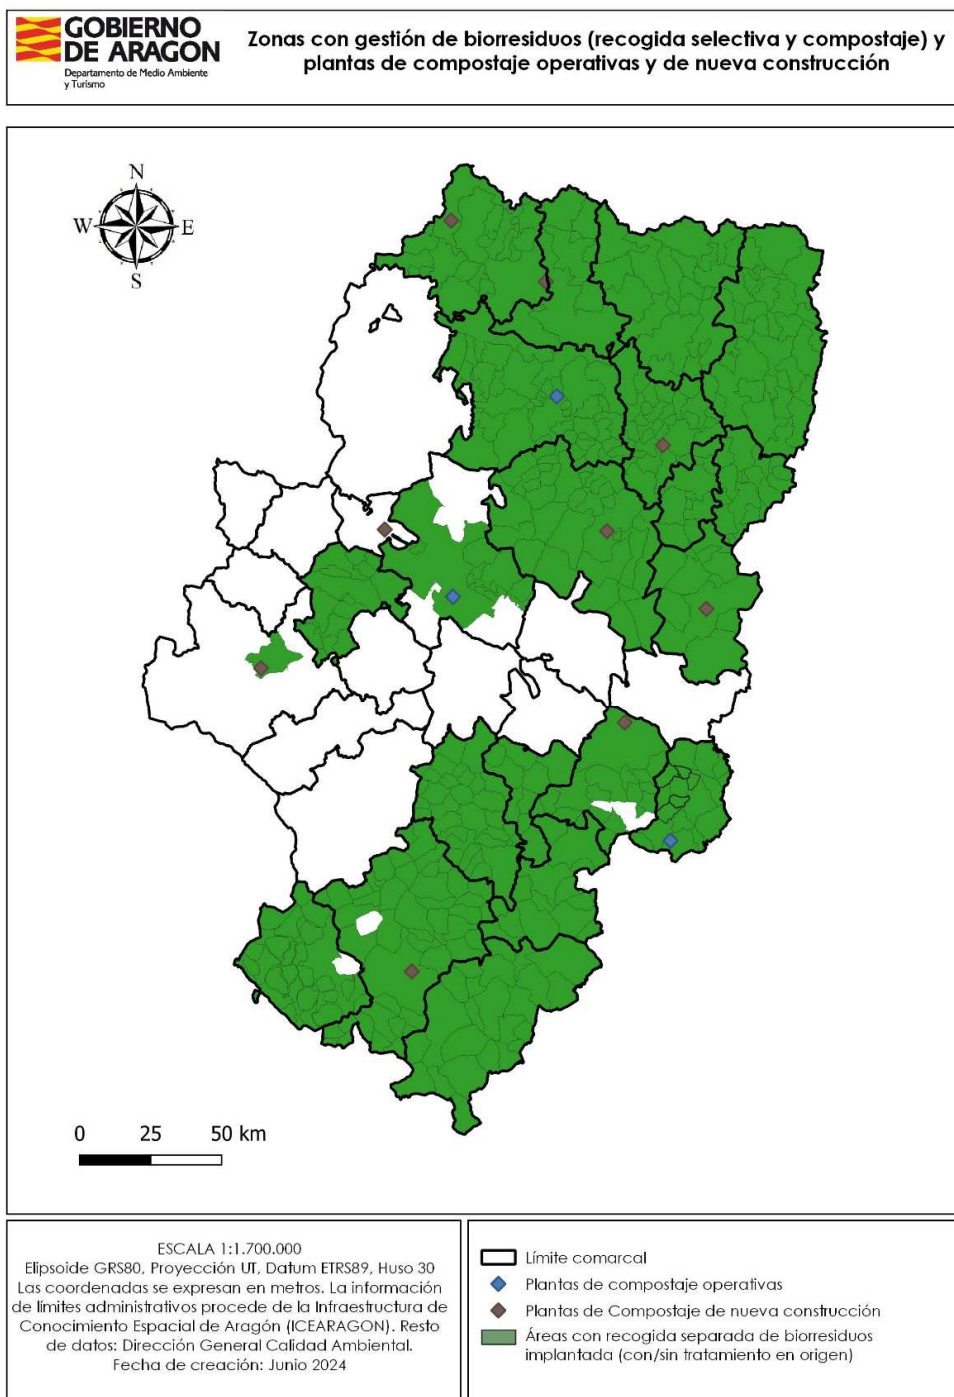 GOBIERNO
DE ARAGON
Departamento de Medio Ambiente
y Turismo
Zonas con gestión de biorresiduos (recogida selectiva y compostaje) y
plantas de compostaje operativas y de nueva construcción
N
W
E
S
0 25 50 km
ESCALA 1:1.700.000
Elipsoide GRS80, Proyección UT, Datum ETRS89, Huso 30
Las coordenadas se expresan en metros. La información
de límites administrativos procede de la Infraestructura de
Conocimiento Espacial de Aragón (ICEARAGON). Resto
de datos: Dirección General Calidad Ambiental.
Fecha de creación: Junio 2024
Límite comarcal
Plantas de compostaje operativas
Plantas de Compostaje de nueva construcción
Áreas con recogida separada de biorresiduos
implantada (con/sin tratamiento en origen)